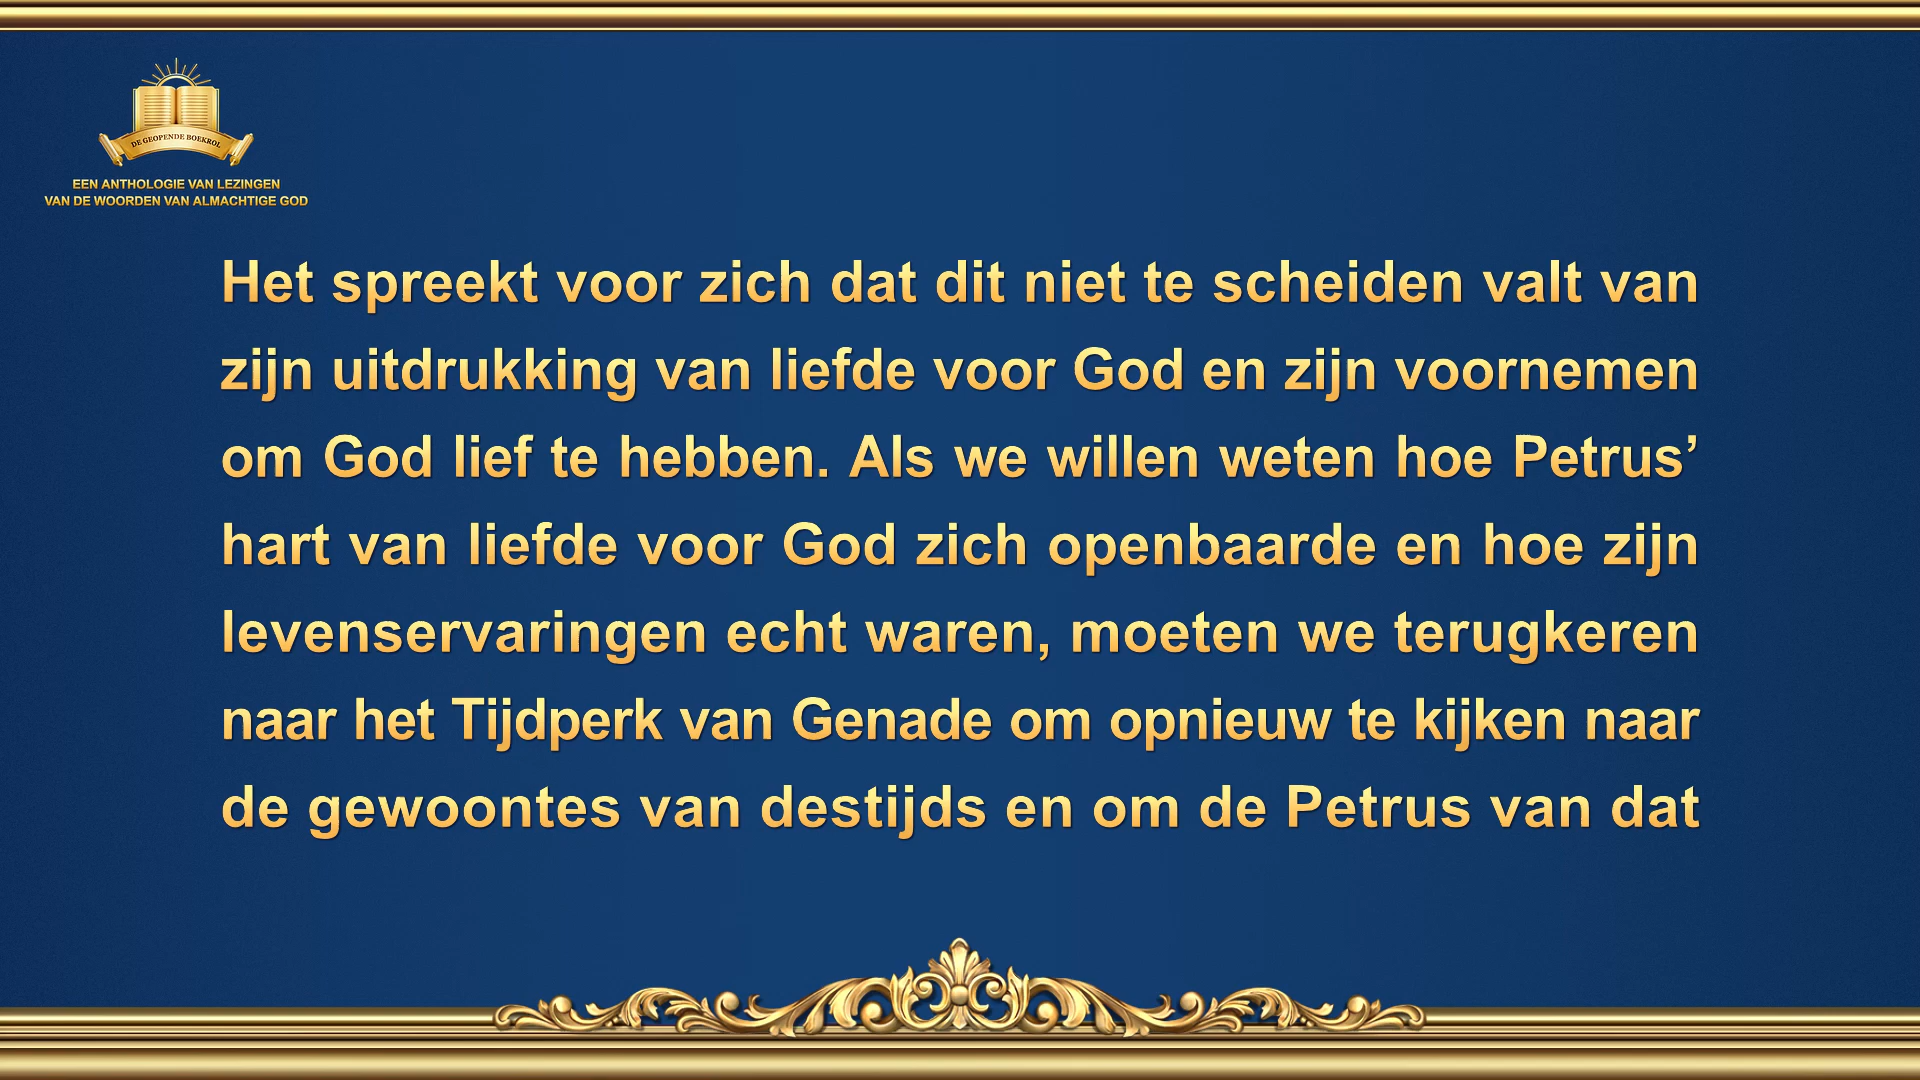 DE GEOPENDE BOEKROL
EEN ANTHOLOGIE VAN LEZINGEN
VAN DE WOORDEN VAN ALMACHTIGE GOD
Het spreekt voor zich dat dit niet te scheiden valt van
zijn uitdrukking van liefde voor God en zijn voornemen
om God lief te hebben. Als we willen weten hoe Petrus’
hart van liefde voor God zich openbaarde en hoe zijn
levenservaringen echt waren, moeten we terugkeren
naar het Tijdperk van Genade om opnieuw te kijken naar
de gewoontes van destijds en om de Petrus van dat